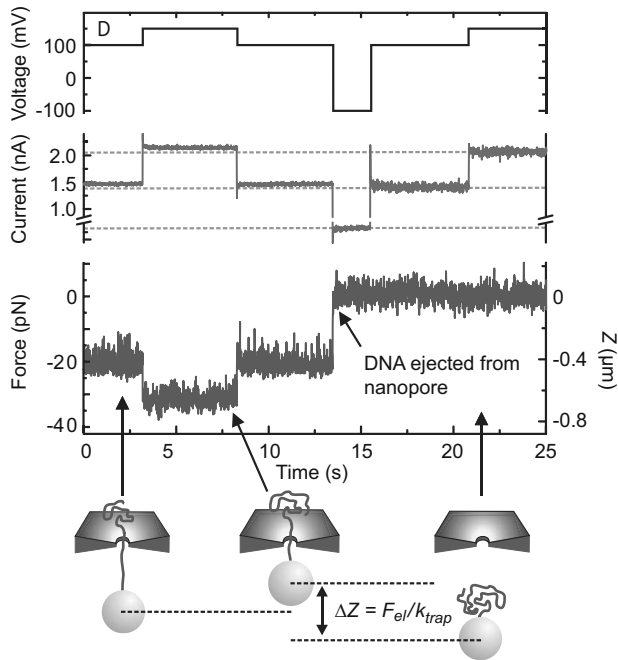 D
Voltage (mV)
100
0
-100
Current (nA)
2.0
1.5
1.0
Force (pN)
0
-20
-40
0
-0.4
-0.8
Z (μm)
DNA ejected from
nanopore
0 5 10 15 20 25
Time (s)
ΔZ = Fel/ktrap